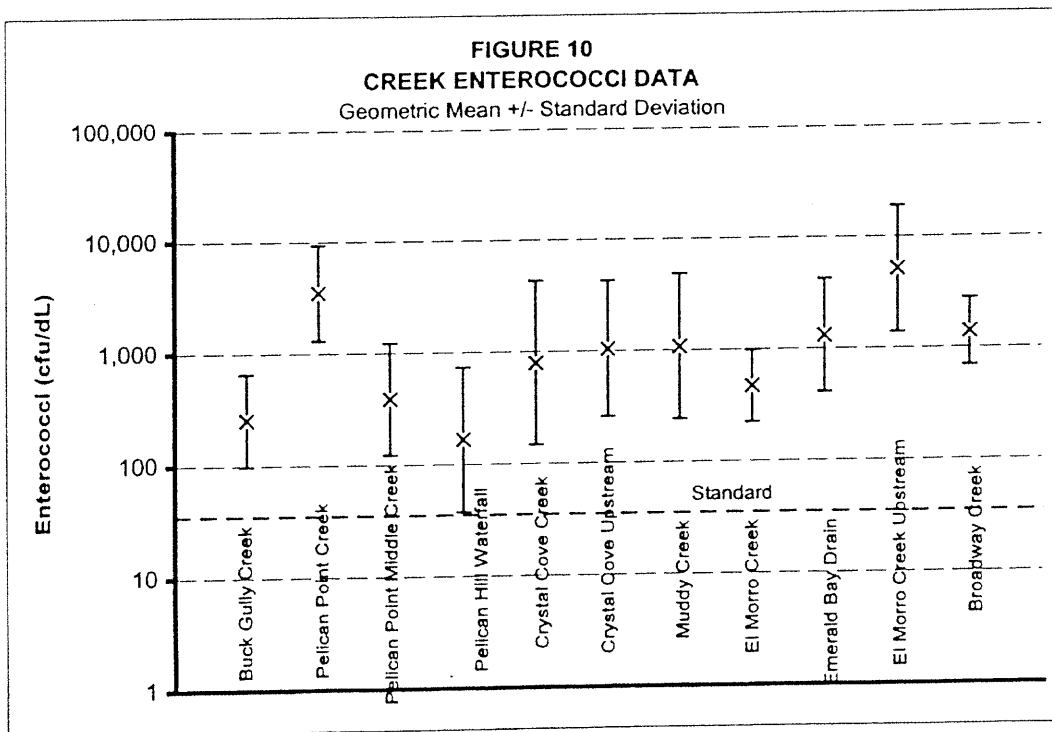 FIGURE 10
CREEK ENTEROCOCCI DATA
Geometric Mean +/- Standard Deviation
100,000
10,000
1,000
100
10
1
Enterococci (cfu/dL)
Standard
Buck Gully Creek
Pelican Point Creek
Pelican Point Middle Creek
Pelican Hill Waterfall
Crystal Cove Creek
Crystal Cove Upstream
Muddy Creek
El Morro Creek
Emerald Bay Drain
El Morro Creek Upstream
Broadway Creek